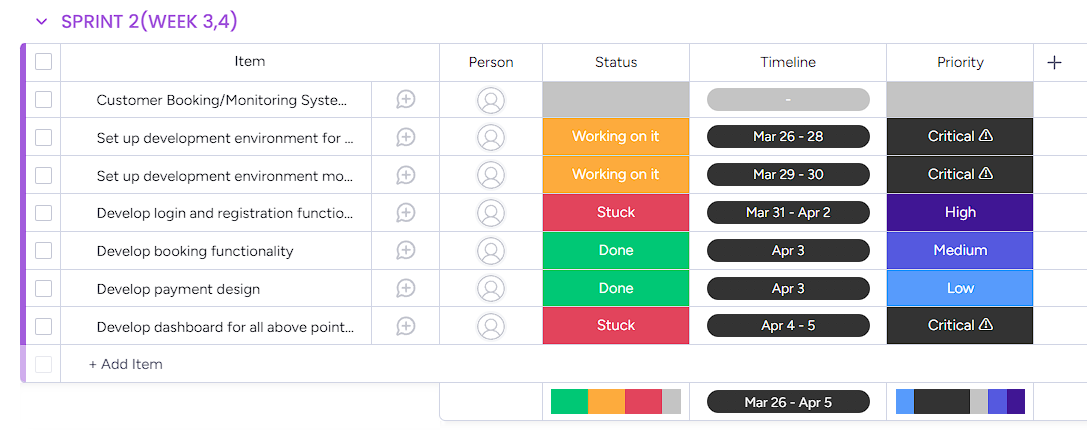 SPRINT 2(WEEK 3,4)
Item Person Status Timeline Priority +
Customer Booking/Monitoring Syste... -
Set up development environment for ... Working on it Mar 26 - 28 Critical ⚠
Set up development environment mo... Working on it Mar 29 - 30 Critical ⚠
Develop login and registration functio... Stuck Mar 31 - Apr 2 High
Develop booking functionality Done Apr 3 Medium
Develop payment design Done Apr 3 Low
Develop dashboard for all above point... Stuck Apr 4 - 5 Critical ⚠
+ Add Item
Mar 26 - Apr 5